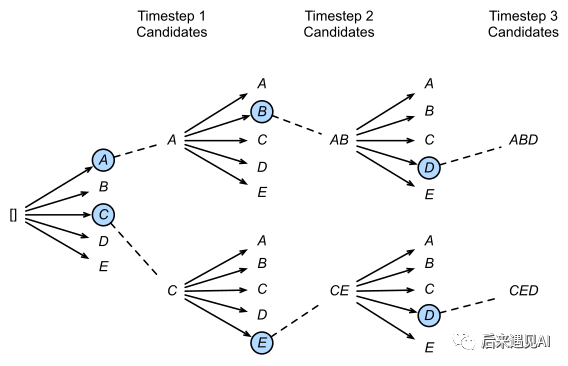 Timestep 1
Candidates
Timestep 2
Candidates
Timestep 3
Candidates
[]
A
B
C
D
E
A
A
B
C
D
E
AB
A
B
C
D
E
ABD
C
A
B
C
D
E
CE
A
B
C
D
E
CED
后来遇见AI